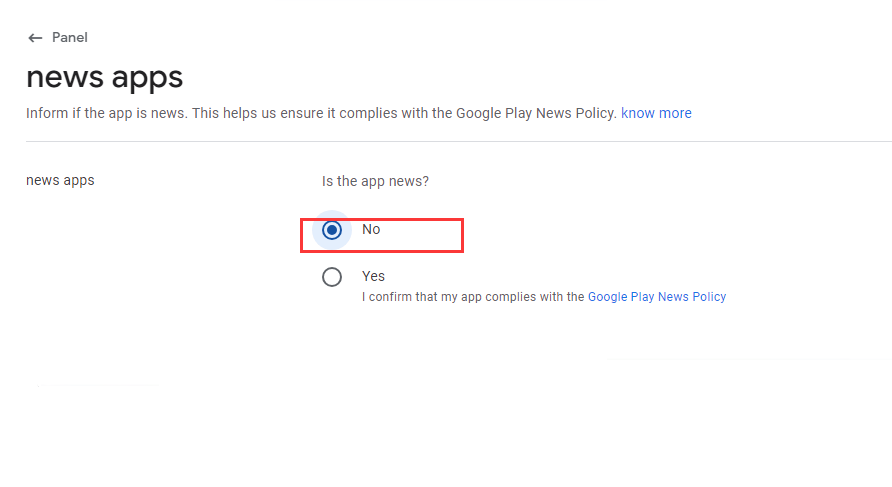 Panel
news apps
Inform if the app is news. This helps us ensure it complies with the Google Play News Policy. know more
news apps
Is the app news?
No
Yes
I confirm that my app complies with the Google Play News Policy